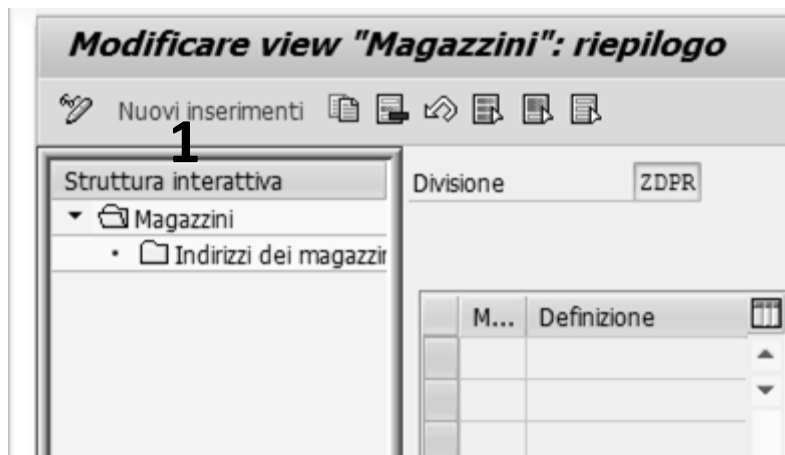 Modificare view "Magazzini": riepilogo
Nuovi inserimenti
1
Struttura interattiva
Divisione ZDPR
Magazzini
Indirizzi dei magazzir
M... Definizione